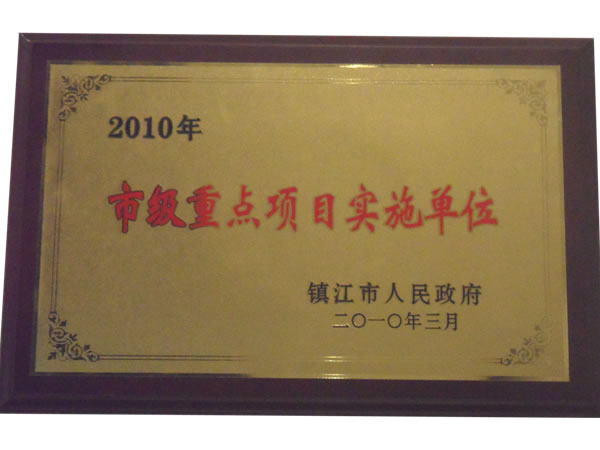 2010年
市级重点项目实施单位
镇江市人民政府
二〇一〇年三月